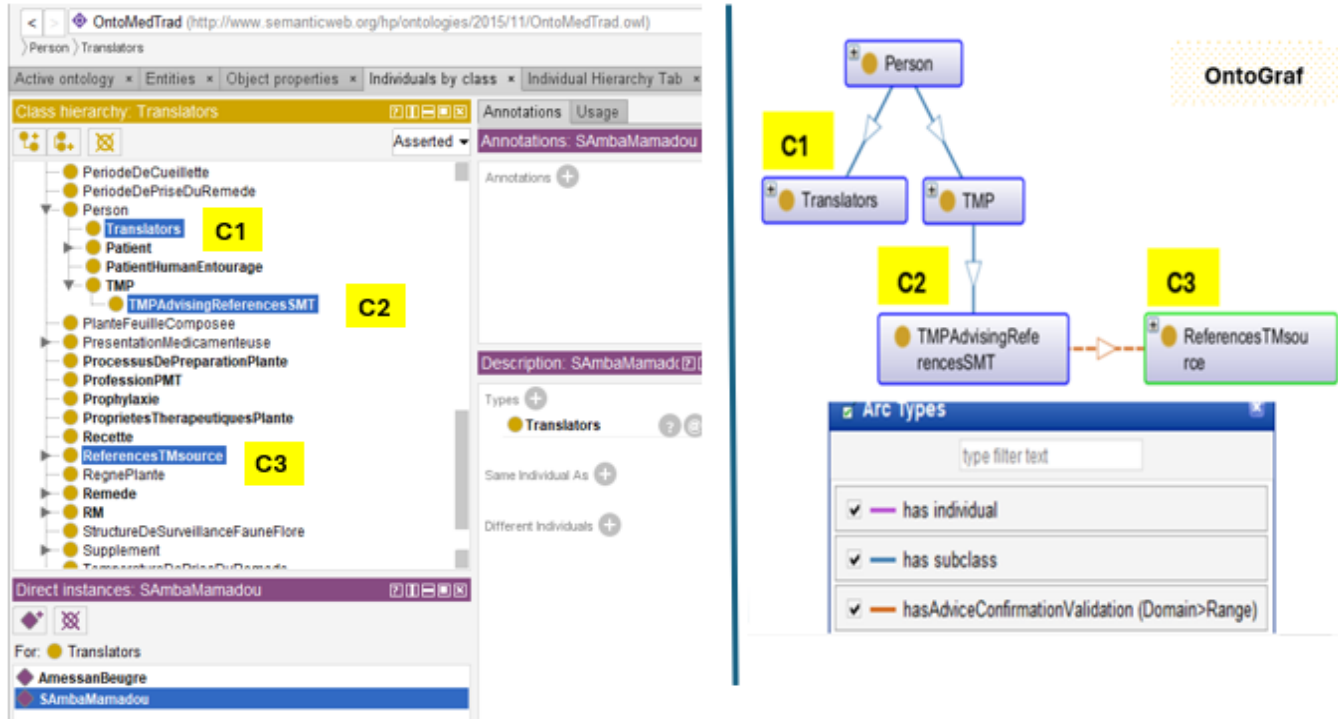 OntoMedTrad (http://www.semanticweb.org/hp/ontologies/2015/11/OntoMedTrad.owl)
Person Translators
Active ontology Entities Object properties Individuals by class Individual Hierarchy Tab
Class hierarchy: Translators
Asserted
PeriodeDeCueillette
PeriodeDePriseDuRemede
Person
Translators
C1
Patient
PatientHumanEntourage
TMP
TMPAdvisingReferencesSMT
C2
PlanteFeuilleComposee
PresentationMedicamenteuse
ProcessusDePreparationPlante
ProfessionPMT
Prophylaxie
ProprietesTherapeutiquesPlante
Recette
ReferencesTMsource
C3
RegnePlante
Remede
RM
StructureDeSurveillanceFauneFlore
Supplement
TemperatureDePriseDuRemede
Direct instances: SAmbaMamadou
For: Translators
AmessanBeugre
SAmbaMamadou
Annotations Usage
Annotations: SAmbaMamadou
Annotations
Description: SAmbaMamad
Types
Translators
Same Individual As
Different Individuals
OntoGraf
Person
C1
Translators
TMP
C2
C3
TMPAdvisingRefe
rencesSMT
ReferencesTMsou
rce
Arc Types
type filter text
has individual
has subclass
hasAdviceConfirmationValidation (Domain>Range)